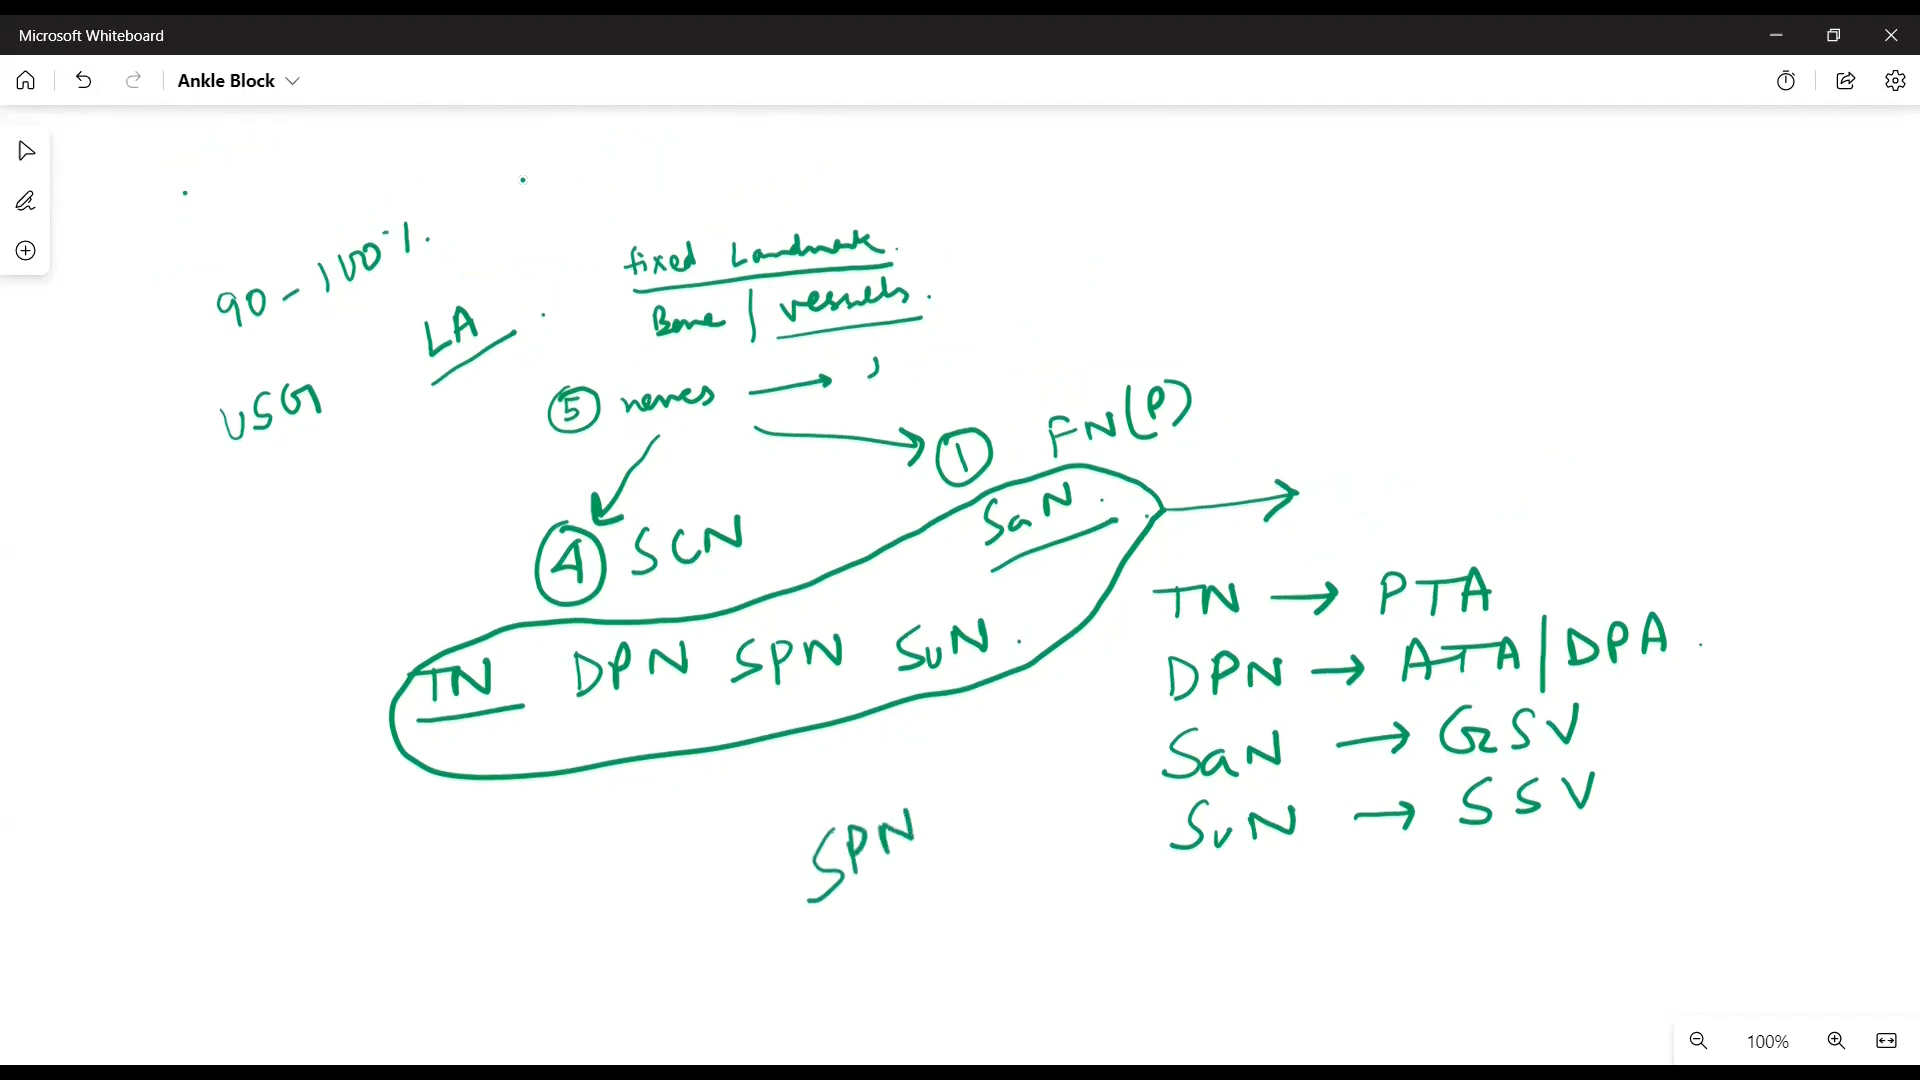 Microsoft Whiteboard
Ankle Block
90-100%.
LA
USG
fixed Landmark.
Bone | vessels.
5 nerves →
1 FN(P)
SaN.
4 SCN
TN DPN SPN SuN.
TN → PTA
DPN → ATA|DPA.
SaN → GSV
SuN → SSV
SPN
100%